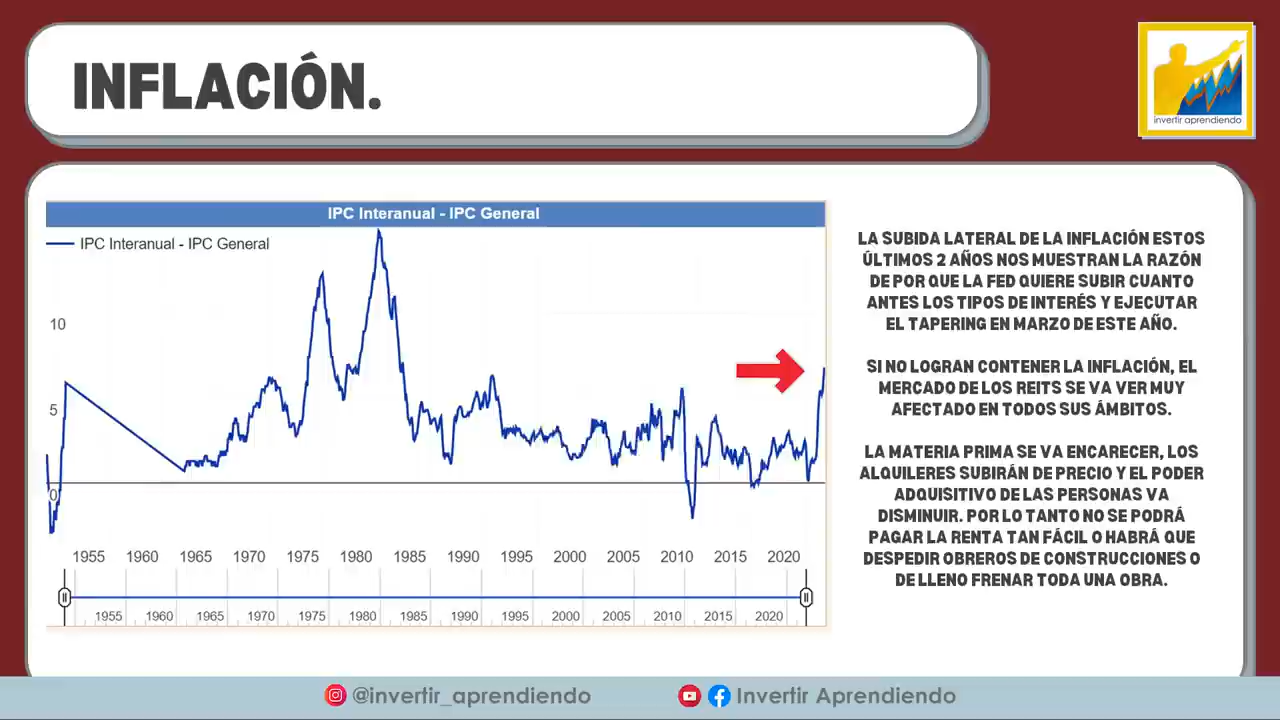 INFLACIÓN.
invertir aprendiendo
IPC Interanual - IPC General
IPC Interanual - IPC General
10
5
0
1955 1960 1965 1970 1975 1980 1985 1990 1995 2000 2005 2010 2015 2020
1955 1960 1965 1970 1975 1980 1985 1990 1995 2000 2005 2010 2015 2020
LA SUBIDA LATERAL DE LA INFLACIÓN ESTOS
ÚLTIMOS 2 AÑOS NOS MUESTRAN LA RAZÓN
DE POR QUE LA FED QUIERE SUBIR CUANTO
ANTES LOS TIPOS DE INTERÉS Y EJECUTAR
EL TAPERING EN MARZO DE ESTE AÑO.
SI NO LOGRAN CONTENER LA INFLACIÓN, EL
MERCADO DE LOS REITS SE VA VER MUY
AFECTADO EN TODOS SUS ÁMBITOS.
LA MATERIA PRIMA SE VA ENCARECER, LOS
ALQUILERES SUBIRÁN DE PRECIO Y EL PODER
ADQUISITIVO DE LAS PERSONAS VA
DISMINUIR. POR LO TANTO NO SE PODRÁ
PAGAR LA RENTA TAN FÁCIL O HABRÁ QUE
DESPEDIR OBREROS DE CONSTRUCCIONES O
DE LLENO FRENAR TODA UNA OBRA.
@invertir_aprendiendo
Invertir Aprendiendo